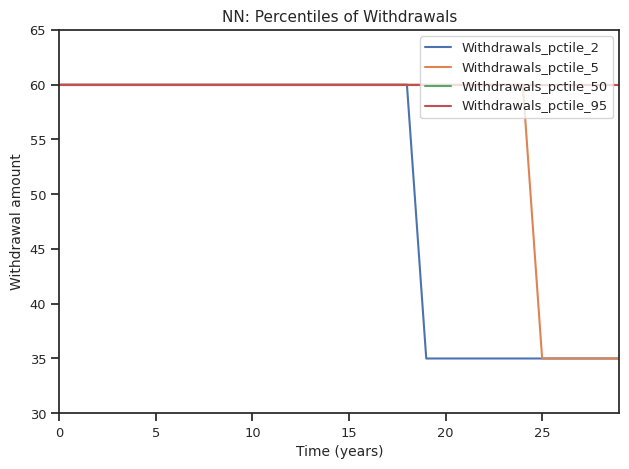 NN: Percentiles of Withdrawals
65
60
55
50
45
40
35
30
Withdrawal amount
Withdrawals_pctile_2
Withdrawals_pctile_5
Withdrawals_pctile_50
Withdrawals_pctile_95
0 5 10 15 20 25
Time (years)